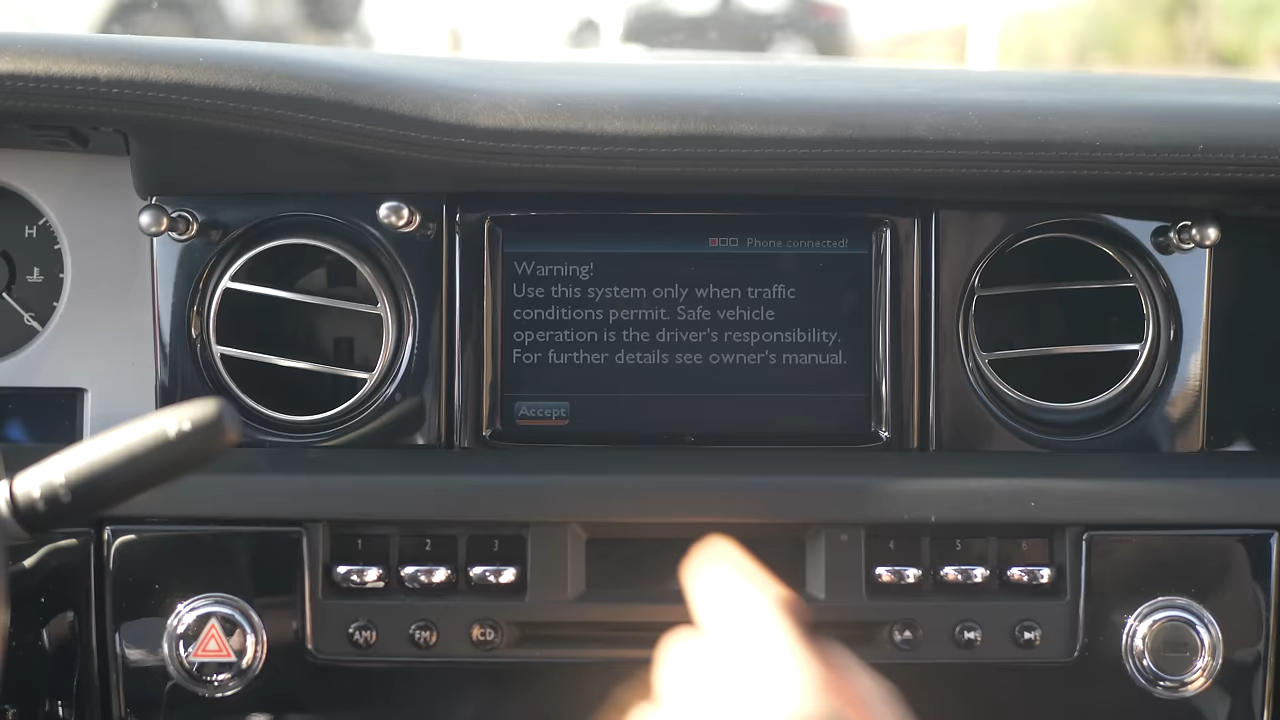 H
C
Phone connected?
Warning!
Use this system only when traffic
conditions permit. Safe vehicle
operation is the driver's responsibility.
For further details see owner's manual.
Accept
1 2 3 4 5 6
AM FM CD